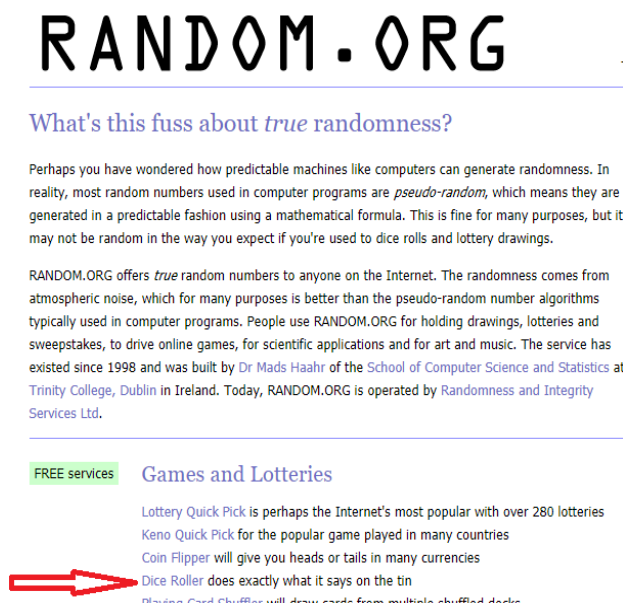 RANDOM.ORG
What's this fuss about true randomness?
Perhaps you have wondered how predictable machines like computers can generate randomness. In
reality, most random numbers used in computer programs are pseudo-random, which means they are
generated in a predictable fashion using a mathematical formula. This is fine for many purposes, but it
may not be random in the way you expect if you're used to dice rolls and lottery drawings.
RANDOM.ORG offers true random numbers to anyone on the Internet. The randomness comes from
atmospheric noise, which for many purposes is better than the pseudo-random number algorithms
typically used in computer programs. People use RANDOM.ORG for holding drawings, lotteries and
sweepstakes, to drive online games, for scientific applications and for art and music. The service has
existed since 1998 and was built by Dr Mads Haahr of the School of Computer Science and Statistics at
Trinity College, Dublin in Ireland. Today, RANDOM.ORG is operated by Randomness and Integrity
Services Ltd.
FREE services Games and Lotteries
Lottery Quick Pick is perhaps the Internet's most popular with over 280 lotteries
Keno Quick Pick for the popular game played in many countries
Coin Flipper will give you heads or tails in many currencies
Dice Roller does exactly what it says on the tin
Playing Card Shuffler will draw cards from multiple shuffled decks